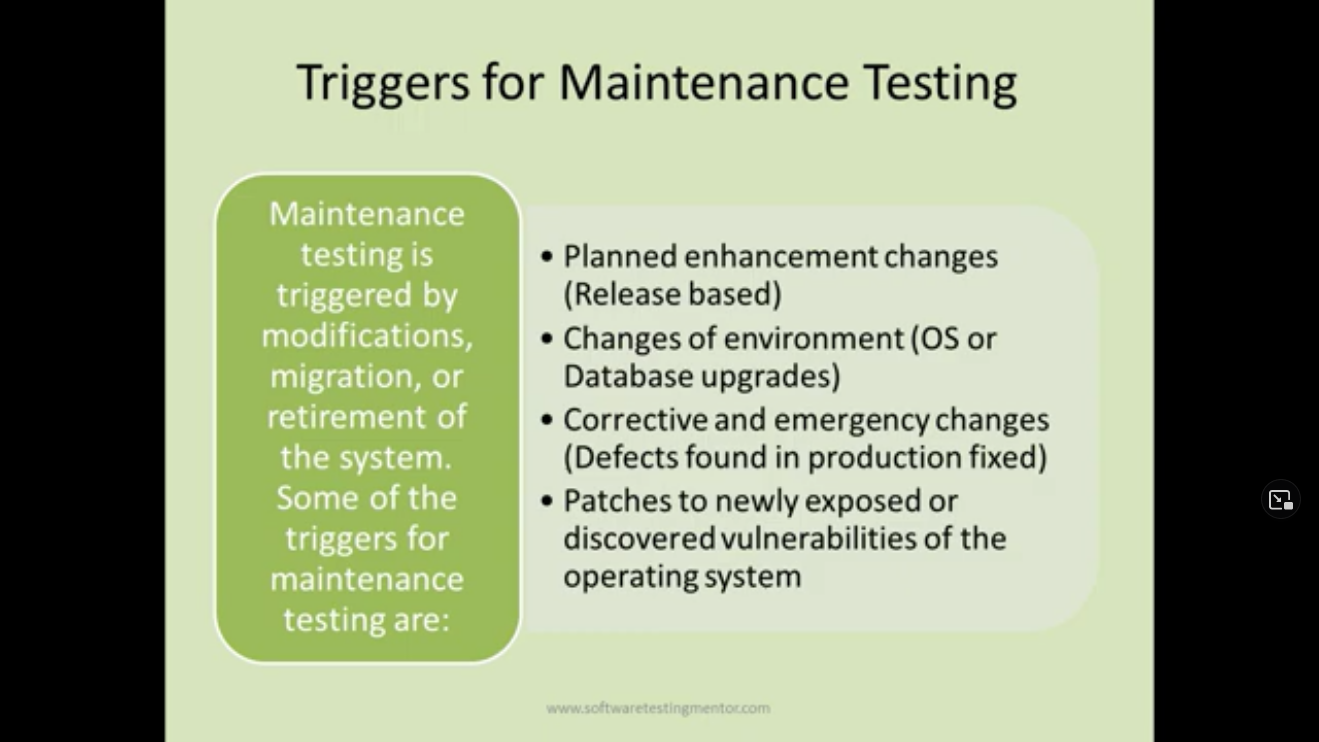 Triggers for Maintenance Testing
Maintenance
testing is
triggered by
modifications,
migration, or
retirement of
the system.
Some of the
triggers for
maintenance
testing are:
• Planned enhancement changes
(Release based)
• Changes of environment (OS or
Database upgrades)
• Corrective and emergency changes
(Defects found in production fixed)
• Patches to newly exposed or
discovered vulnerabilities of the
operating system
www.softwaretestingmentor.com